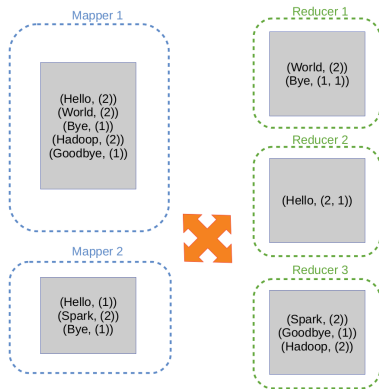 Mapper 1
(Hello, (2))
(World, (2))
(Bye, (1))
(Hadoop, (2))
(Goodbye, (1))
Mapper 2
(Hello, (1))
(Spark, (2))
(Bye, (1))
Reducer 1
(World, (2))
(Bye, (1, 1))
Reducer 2
(Hello, (2, 1))
Reducer 3
(Spark, (2))
(Goodbye, (1))
(Hadoop, (2))